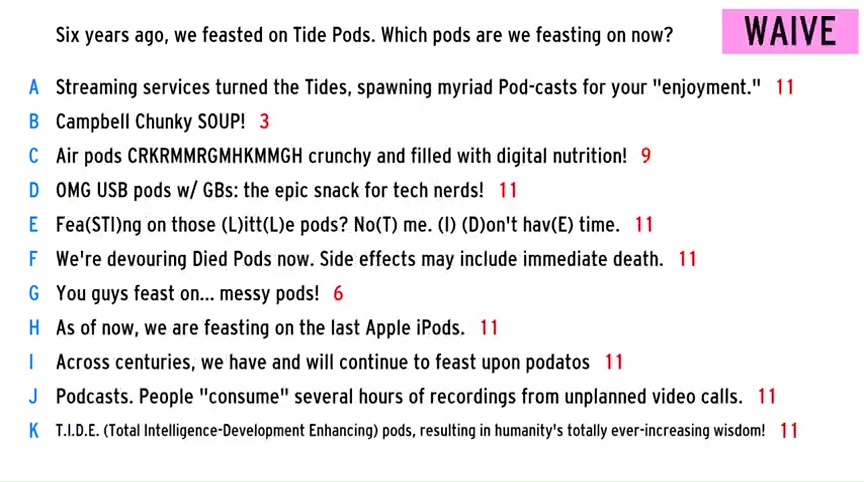 Six years ago, we feasted on Tide Pods. Which pods are we feasting on now?
WAIVE
A Streaming services turned the Tides, spawning myriad Pod-casts for your "enjoyment." 11
B Campbell Chunky SOUP! 3
C Air pods CRKRMMRGMHKMMGH crunchy and filled with digital nutrition! 9
D OMG USB pods w/ GBs: the epic snack for tech nerds! 11
E Fea(STI)ng on those (L)itt(L)e pods? No(T) me. (I) (D)on't hav(E) time. 11
F We're devouring Died Pods now. Side effects may include immediate death. 11
G You guys feast on... messy pods! 6
H As of now, we are feasting on the last Apple iPods. 11
I Across centuries, we have and will continue to feast upon podatos 11
J Podcasts. People "consume" several hours of recordings from unplanned video calls. 11
K T.I.D.E. (Total Intelligence-Development Enhancing) pods, resulting in humanity's totally ever-increasing wisdom! 11